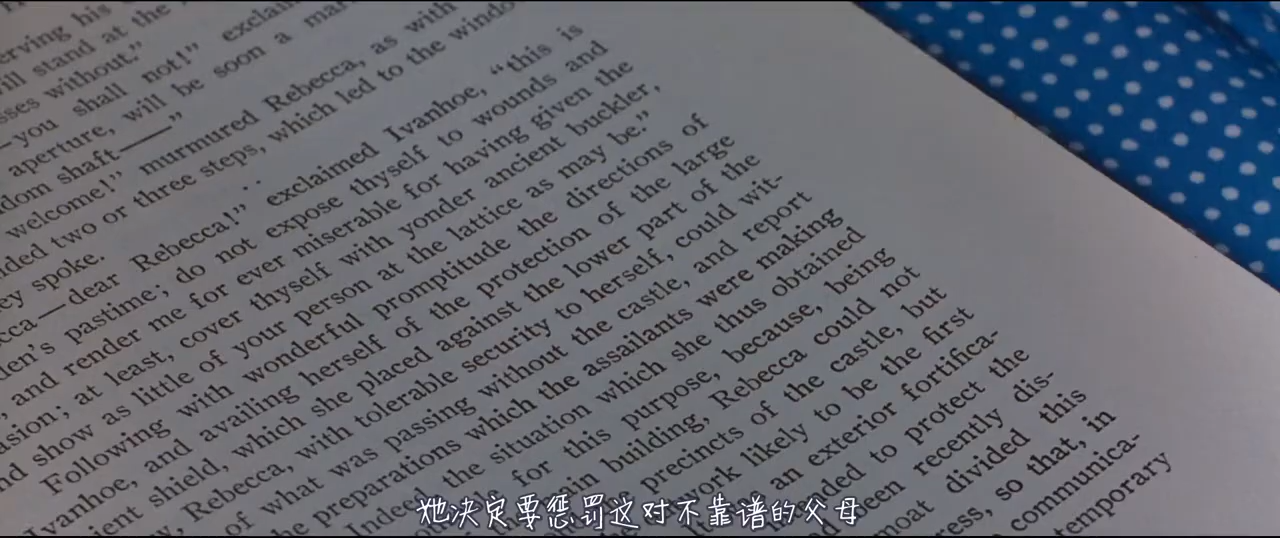 erving his
ill stand at the
sses without.”
—you shall not!” exclaim
aperture, will be soon a mar
dom shaft——”
welcome!” murmured Rebecca, as with
nded two or three steps, which led to the windo
ey spoke.
cca—dear Rebecca!” exclaimed Ivanhoe, “this is
den's pastime; do not expose thyself to wounds and
, and render me for ever miserable for having given the
asion; at least, cover thyself with yonder ancient buckler,
nd show as little of your person at the lattice as may be.”
Following with wonderful promptitude the directions of
Ivanhoe, and availing herself of the protection of the large
ient shield, which she placed against the lower part of the
w, Rebecca, with tolerable security to herself, could wit-
of what was passing without the castle, and report
he preparations which the assailants were making
Indeed the situation which she thus obtained
for this purpose, because, being
in building, Rebecca could not
precincts of the castle, but
work likely to be the first
an exterior fortifica-
to protect the
been recently dis-
moat divided this
ress, so that, in
communica-
temporary
她决定要惩罚这对不靠谱的父母